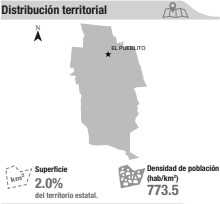 Distribución territorial
N
EL PUEBLITO
km²
Superficie
2.0%
del territorio estatal.
Densidad de población
(hab/km²)
773.5